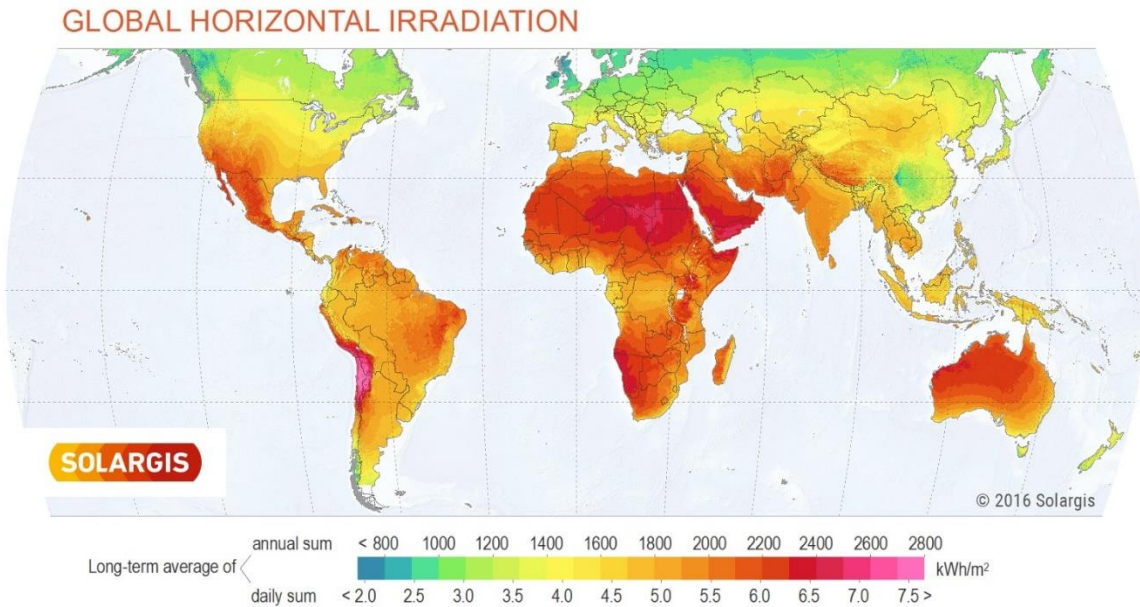 GLOBAL HORIZONTAL IRRADIATION
SOLARGIS
© 2016 Solargis
annual sum < 800 1000 1200 1400 1600 1800 2000 2200 2400 2600 2800
Long-term average of kWh/m²
daily sum < 2.0 2.5 3.0 3.5 4.0 4.5 5.0 5.5 6.0 6.5 7.0 7.5 >